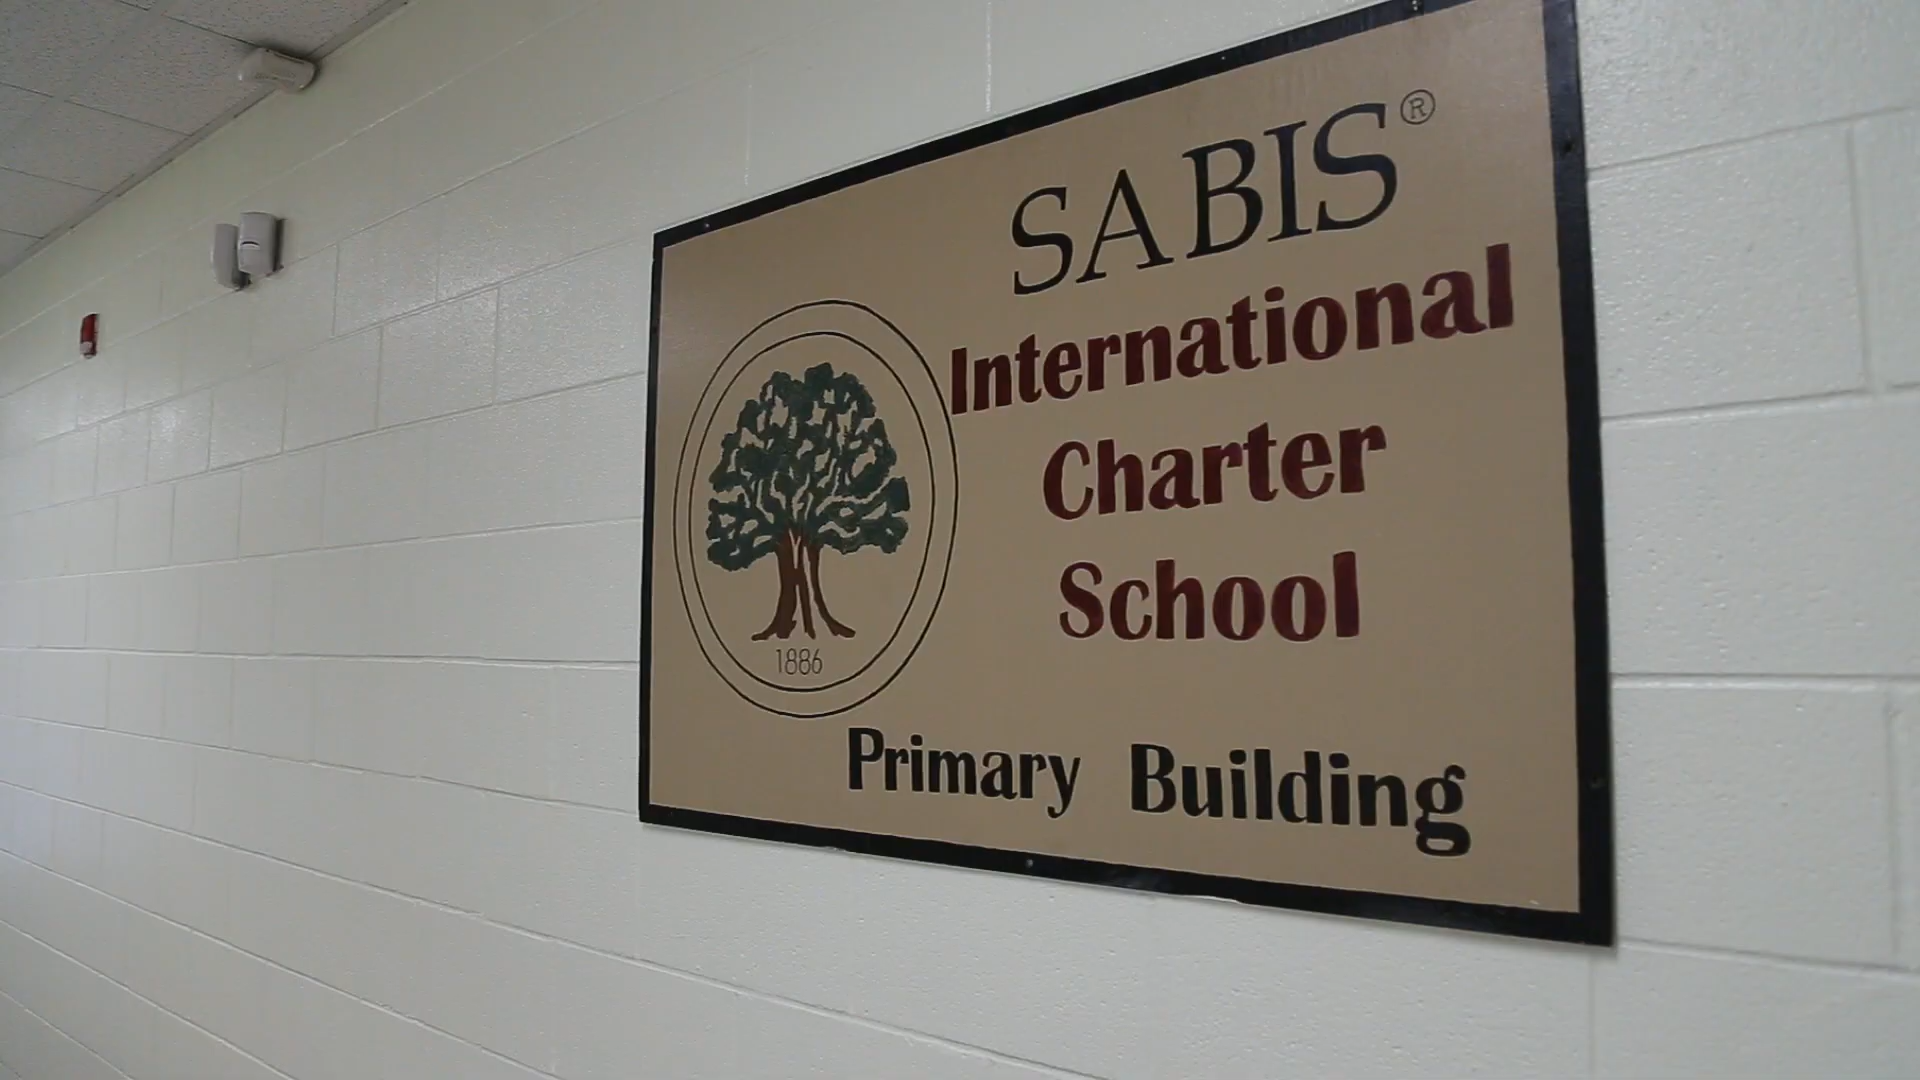 SABIS®
International
Charter
School
1886
Primary Building